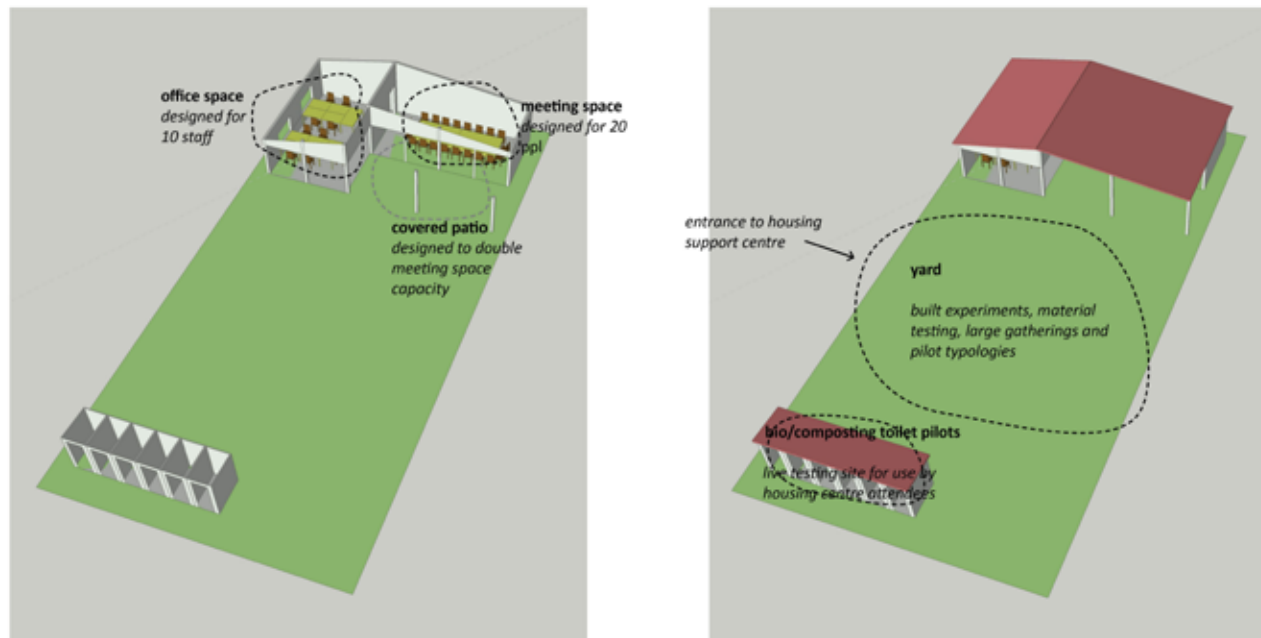 office space
designed for
10 staff
meeting space
designed for 20
ppl
covered patio
designed to double
meeting space
capacity
entrance to housing
support centre
yard
built experiments, material
testing, large gatherings and
pilot typologies
bio/composting toilet pilots
live testing site for use by
housing centre attendees